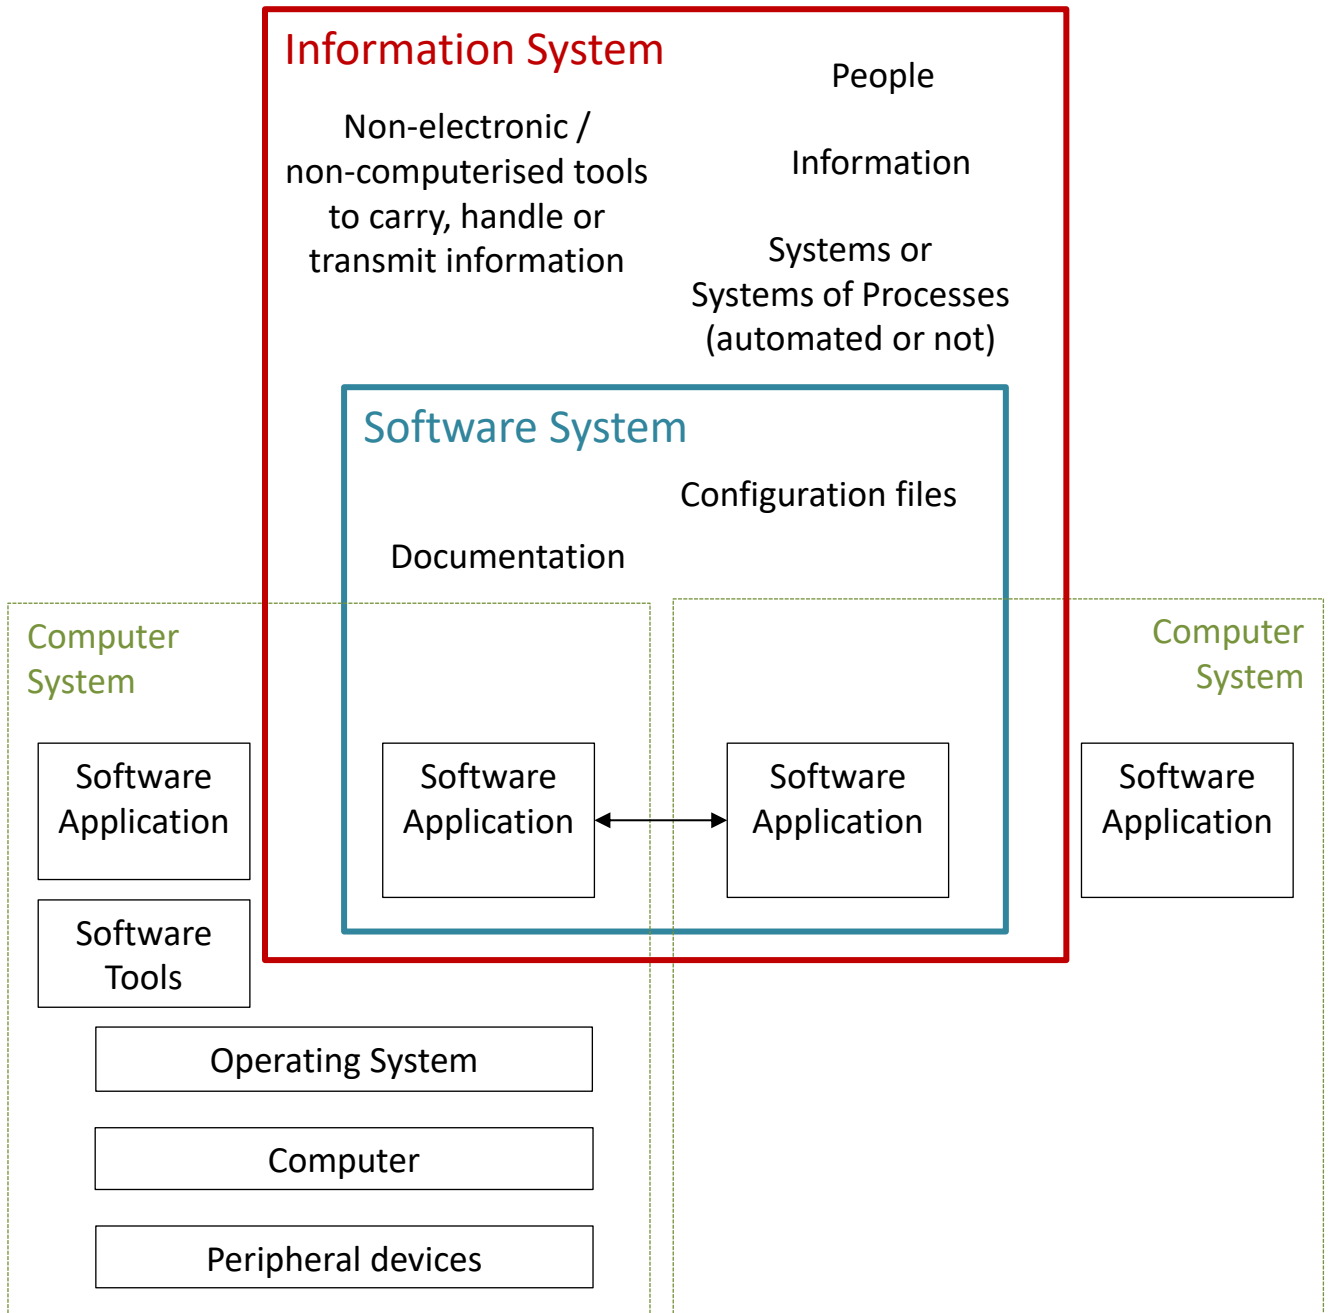 Information System
People
Non-electronic /
non-computerised tools
to carry, handle or
transmit information
Information
Systems or
Systems of Processes
(automated or not)
Software System
Configuration files
Documentation
Computer
System
Computer
System
Software
Application
Software
Application
Software
Application
Software
Application
Software
Tools
Operating System
Computer
Peripheral devices